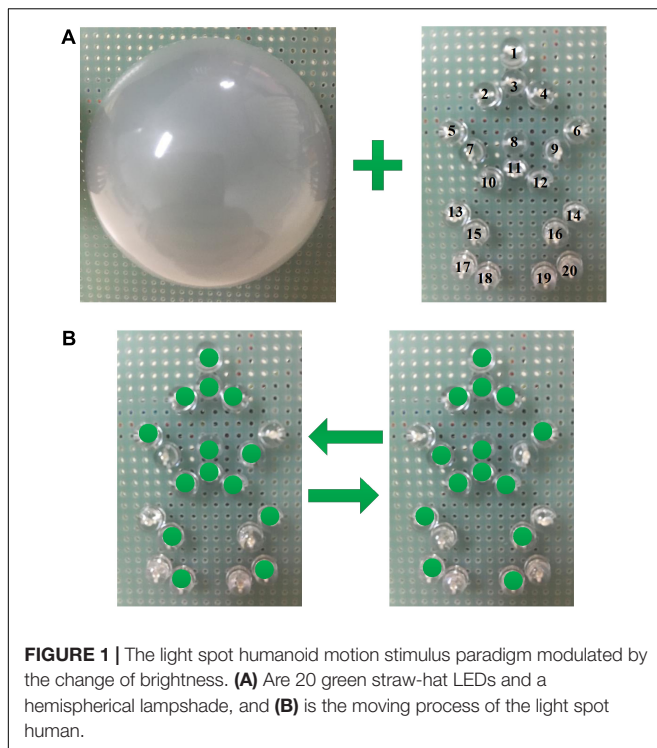 A
1
2 3 4
5 6
7 8 9
10 11 12
13 14
15 16
17 18 19 20
B
FIGURE 1 | The light spot humanoid motion stimulus paradigm modulated by
the change of brightness. (A) Are 20 green straw-hat LEDs and a
hemispherical lampshade, and (B) is the moving process of the light spot
human.